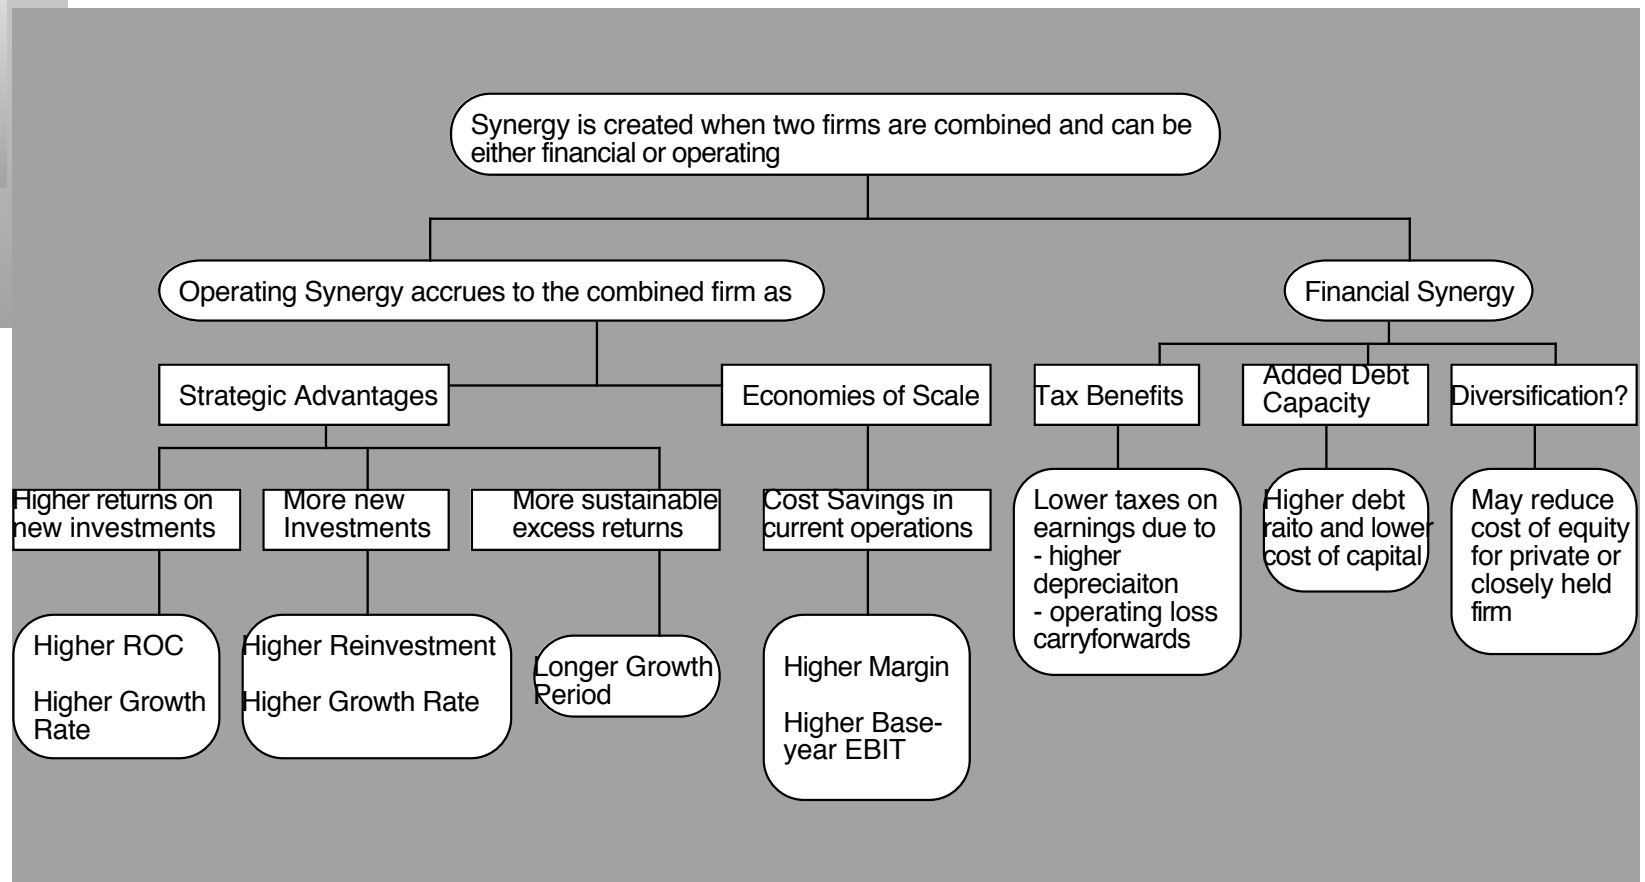 Synergy is created when two firms are combined and can be
either financial or operating
Operating Synergy accrues to the combined firm as
Financial Synergy
Strategic Advantages
Economies of Scale
Tax Benefits
Added Debt
Capacity
Diversification?
Higher returns on
new investments
More new
Investments
More sustainable
excess returns
Cost Savings in
current operations
Lower taxes on
earnings due to
- higher
depreciaiton
- operating loss
carryforwards
Higher debt
raito and lower
cost of capital
May reduce
cost of equity
for private or
closely held
firm
Higher ROC
Higher Growth
Rate
Higher Reinvestment
Higher Growth Rate
Longer Growth
Period
Higher Margin
Higher Base-
year EBIT